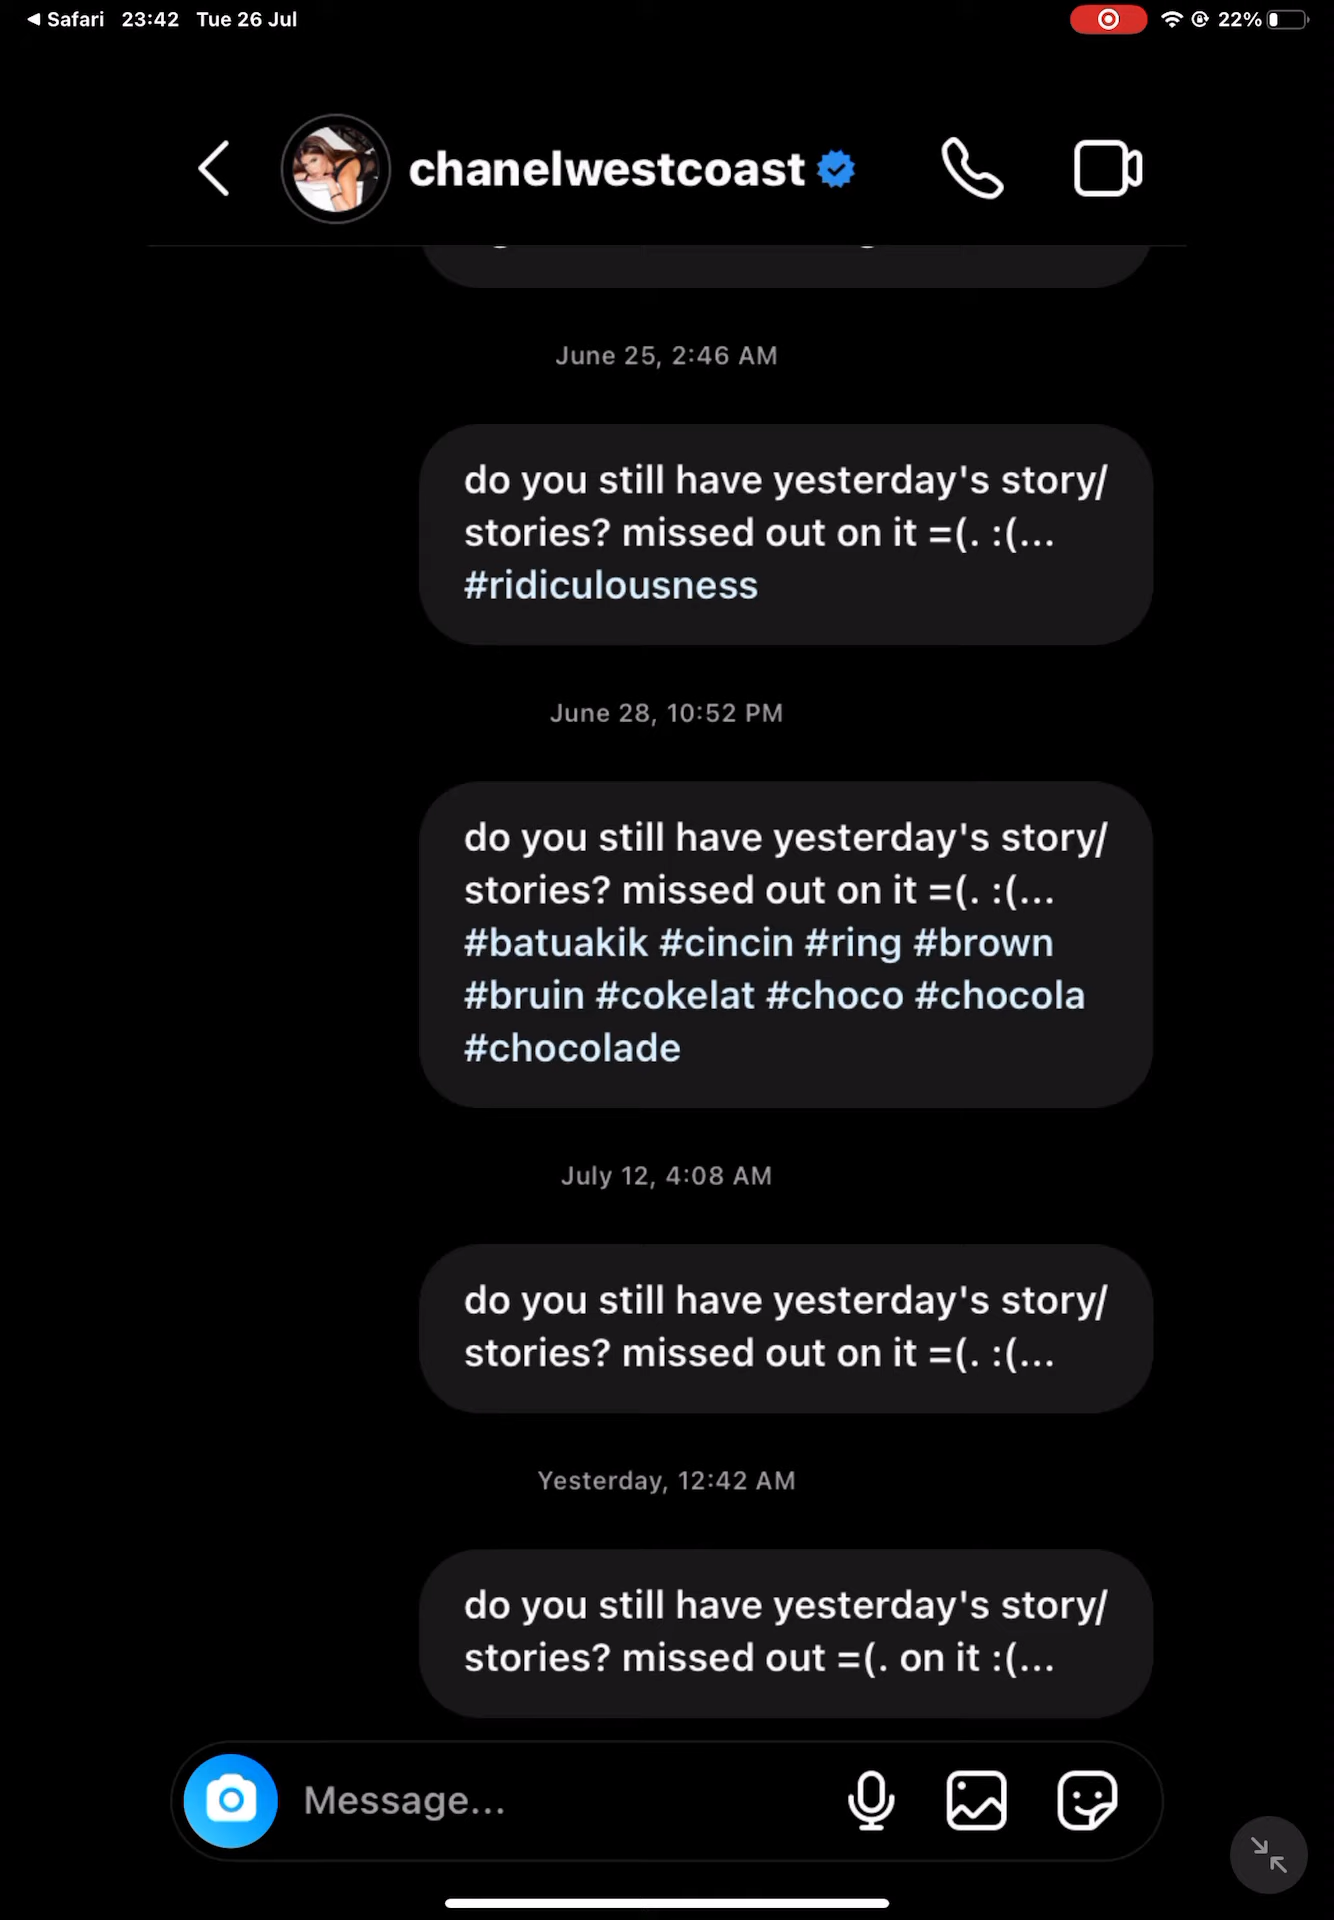 Safari 23:42 Tue 26 Jul 22%
chanelwestcoast
June 25, 2:46 AM
do you still have yesterday's story/
stories? missed out on it =(. :(...
#ridiculousness
June 28, 10:52 PM
do you still have yesterday's story/
stories? missed out on it =(. :(...
#batuakik #cincin #ring #brown
#bruin #cokelat #choco #chocola
#chocolade
July 12, 4:08 AM
do you still have yesterday's story/
stories? missed out on it =(. :(...
Yesterday, 12:42 AM
do you still have yesterday's story/
stories? missed out =(. on it :(...
Message...